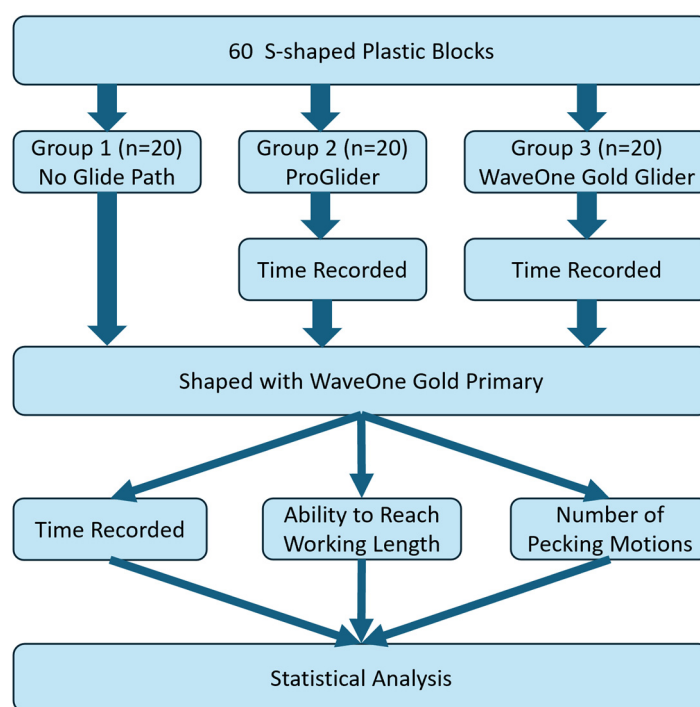 60 S-shaped Plastic Blocks
Group 1 (n=20)
No Glide Path
Group 2 (n=20)
ProGlider
Group 3 (n=20)
WaveOne Gold Glider
Time Recorded
Time Recorded
Shaped with WaveOne Gold Primary
Time Recorded
Ability to Reach
Working Length
Number of
Pecking Motions
Statistical Analysis